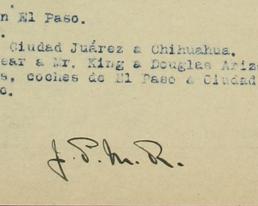 n El Paso.
.
Ciudad Juárez a Chihuahua.
ear a Mr. King a Douglas Ariz
s, coches de El Paso a Ciudad
o.
J. P. M. R.